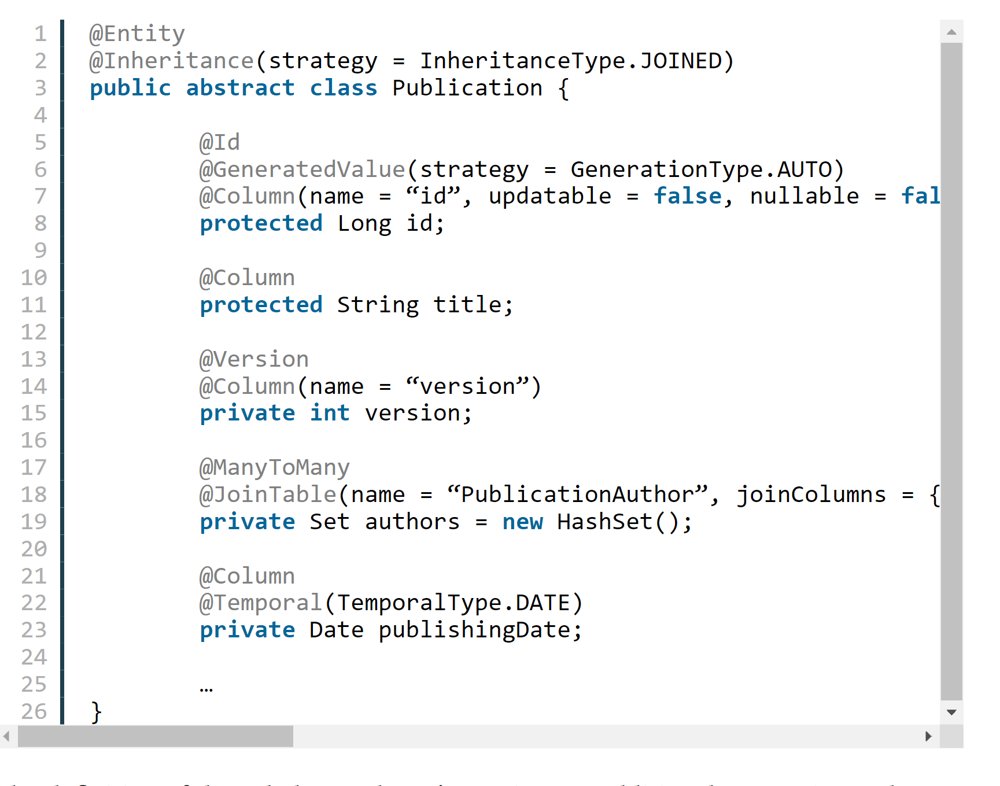 1 @Entity
2 @Inheritance(strategy = InheritanceType.JOINED)
3 public abstract class Publication {
4
5 @Id
6 @GeneratedValue(strategy = GenerationType.AUTO)
7 @Column(name = “id”, updatable = false, nullable = fal
8 protected Long id;
9
10 @Column
11 protected String title;
12
13 @Version
14 @Column(name = “version”)
15 private int version;
16
17 @ManyToMany
18 @JoinTable(name = “PublicationAuthor”, joinColumns = {
19 private Set authors = new HashSet();
20
21 @Column
22 @Temporal(TemporalType.DATE)
23 private Date publishingDate;
24
25 …
26 }